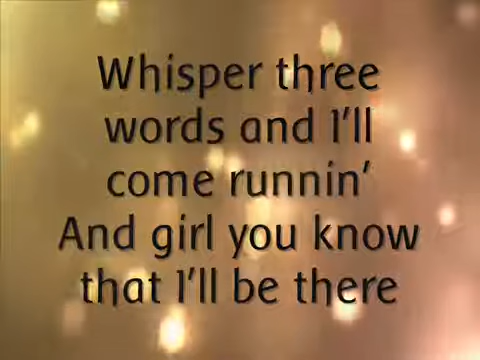 Whisper three
words and I'll
come runnin'
And girl you know
that I'll be there